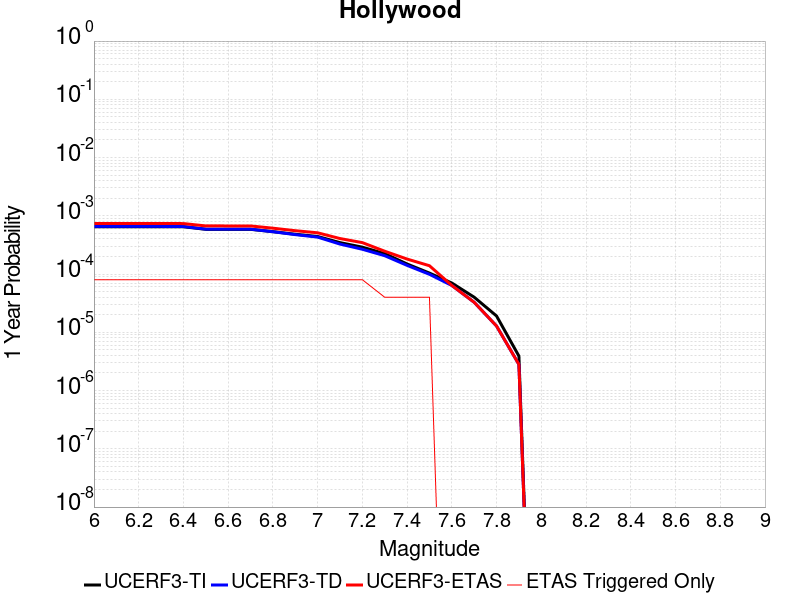 Hollywood
10^0
10^-1
10^-2
10^-3
10^-4
10^-5
10^-6
10^-7
10^-8
1 Year Probability
6 6.2 6.4 6.6 6.8 7 7.2 7.4 7.6 7.8 8 8.2 8.4 8.6 8.8 9
Magnitude
UCERF3-TI UCERF3-TD UCERF3-ETAS ETAS Triggered Only